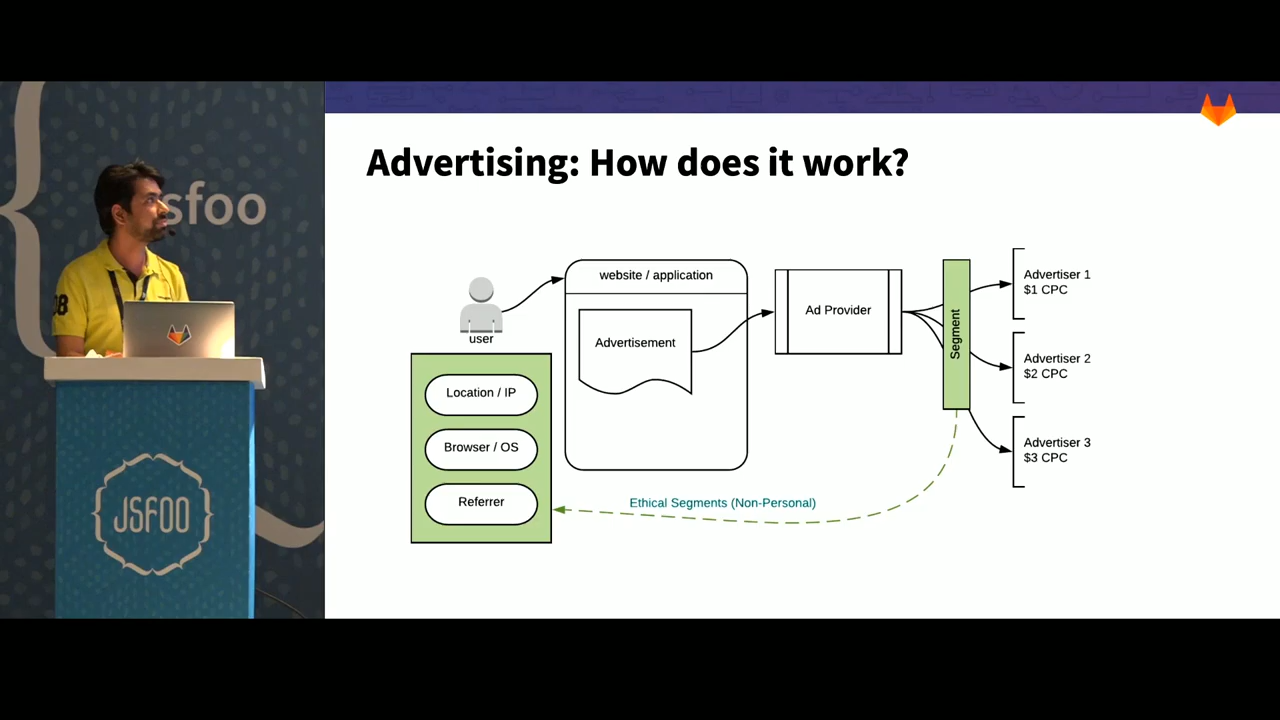 sfoo
08
JSFOO
Advertising: How does it work?
user
Location / IP
Browser / OS
Referrer
website / application
Advertisement
Ad Provider
Segment
Advertiser 1
$1 CPC
Advertiser 2
$2 CPC
Advertiser 3
$3 CPC
Ethical Segments (Non-Personal)